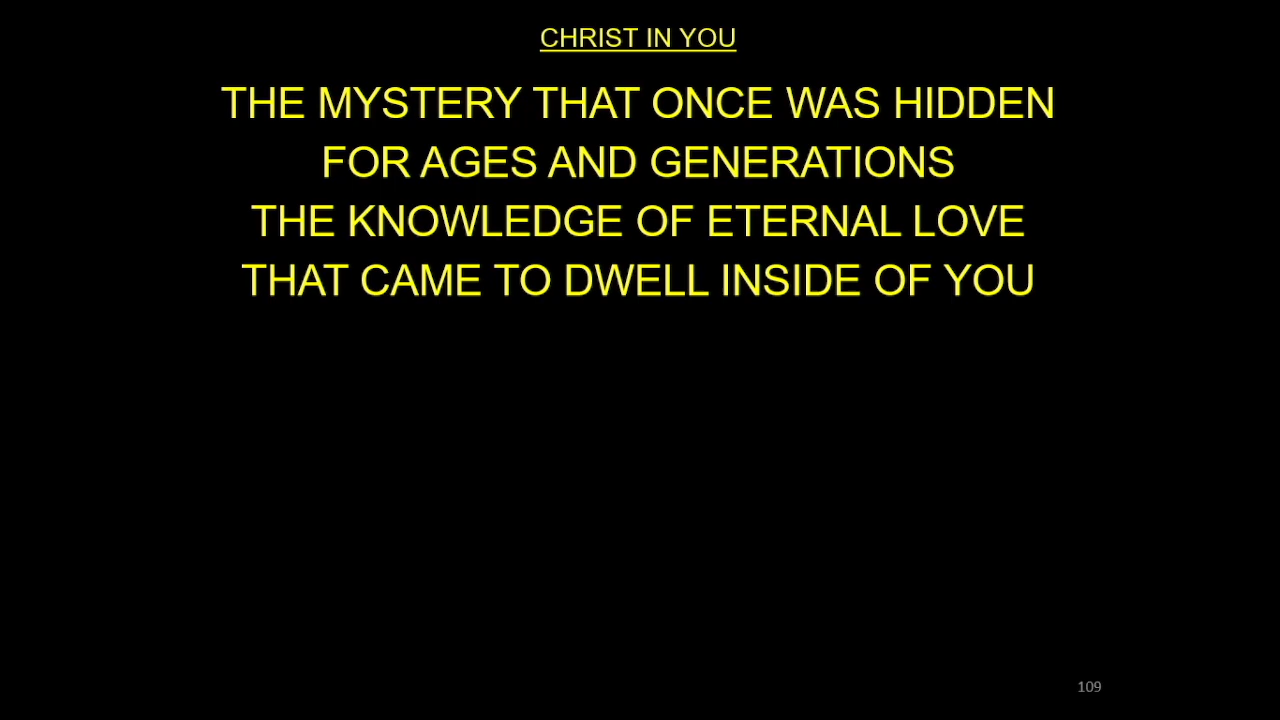 CHRIST IN YOU
THE MYSTERY THAT ONCE WAS HIDDEN
FOR AGES AND GENERATIONS
THE KNOWLEDGE OF ETERNAL LOVE
THAT CAME TO DWELL INSIDE OF YOU
109